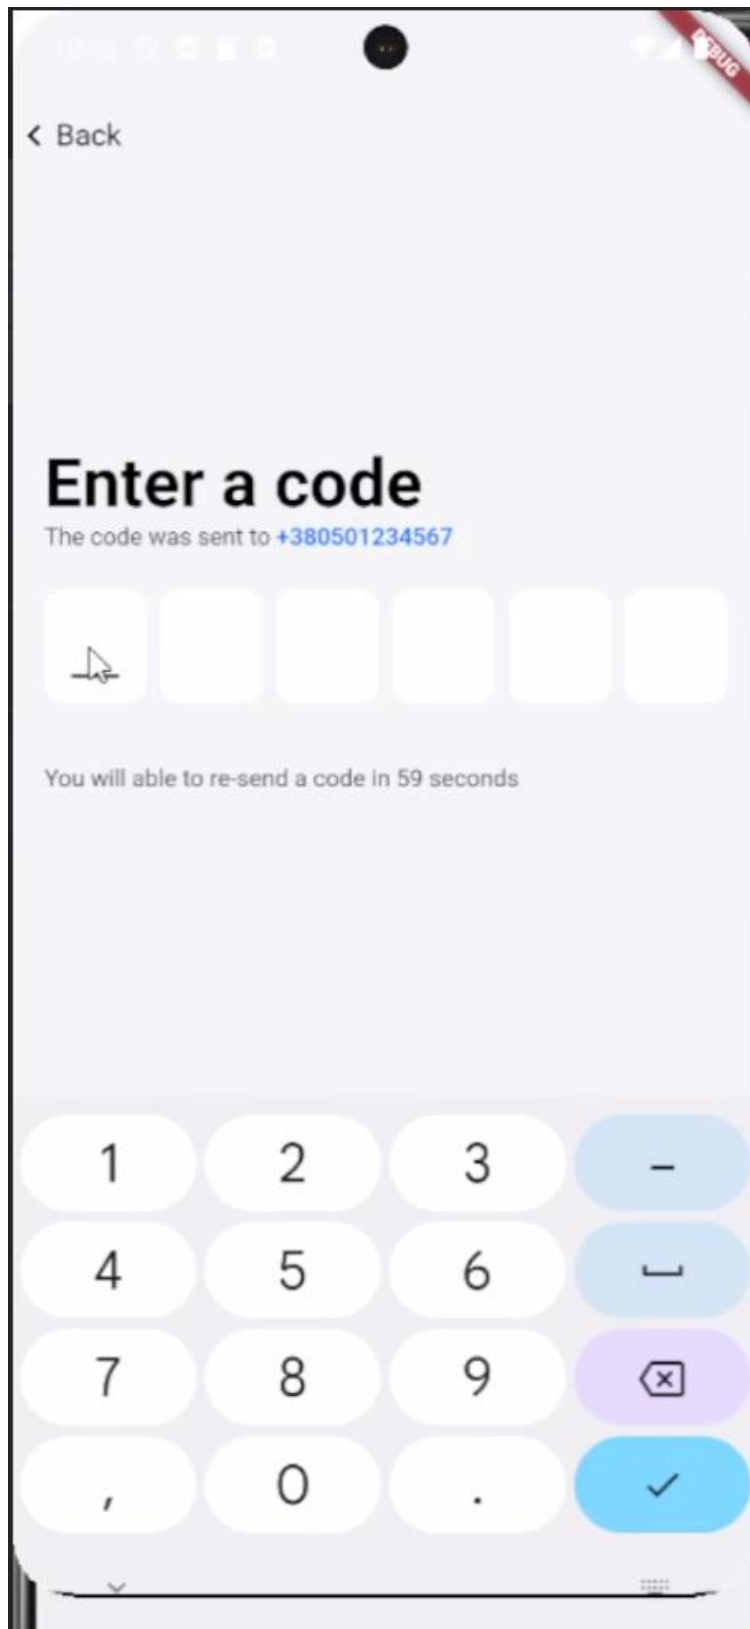 DEBUG
Back
Enter a code
The code was sent to +380501234567
You will able to re-send a code in 59 seconds
1 2 3 –
4 5 6
7 8 9
, 0 .